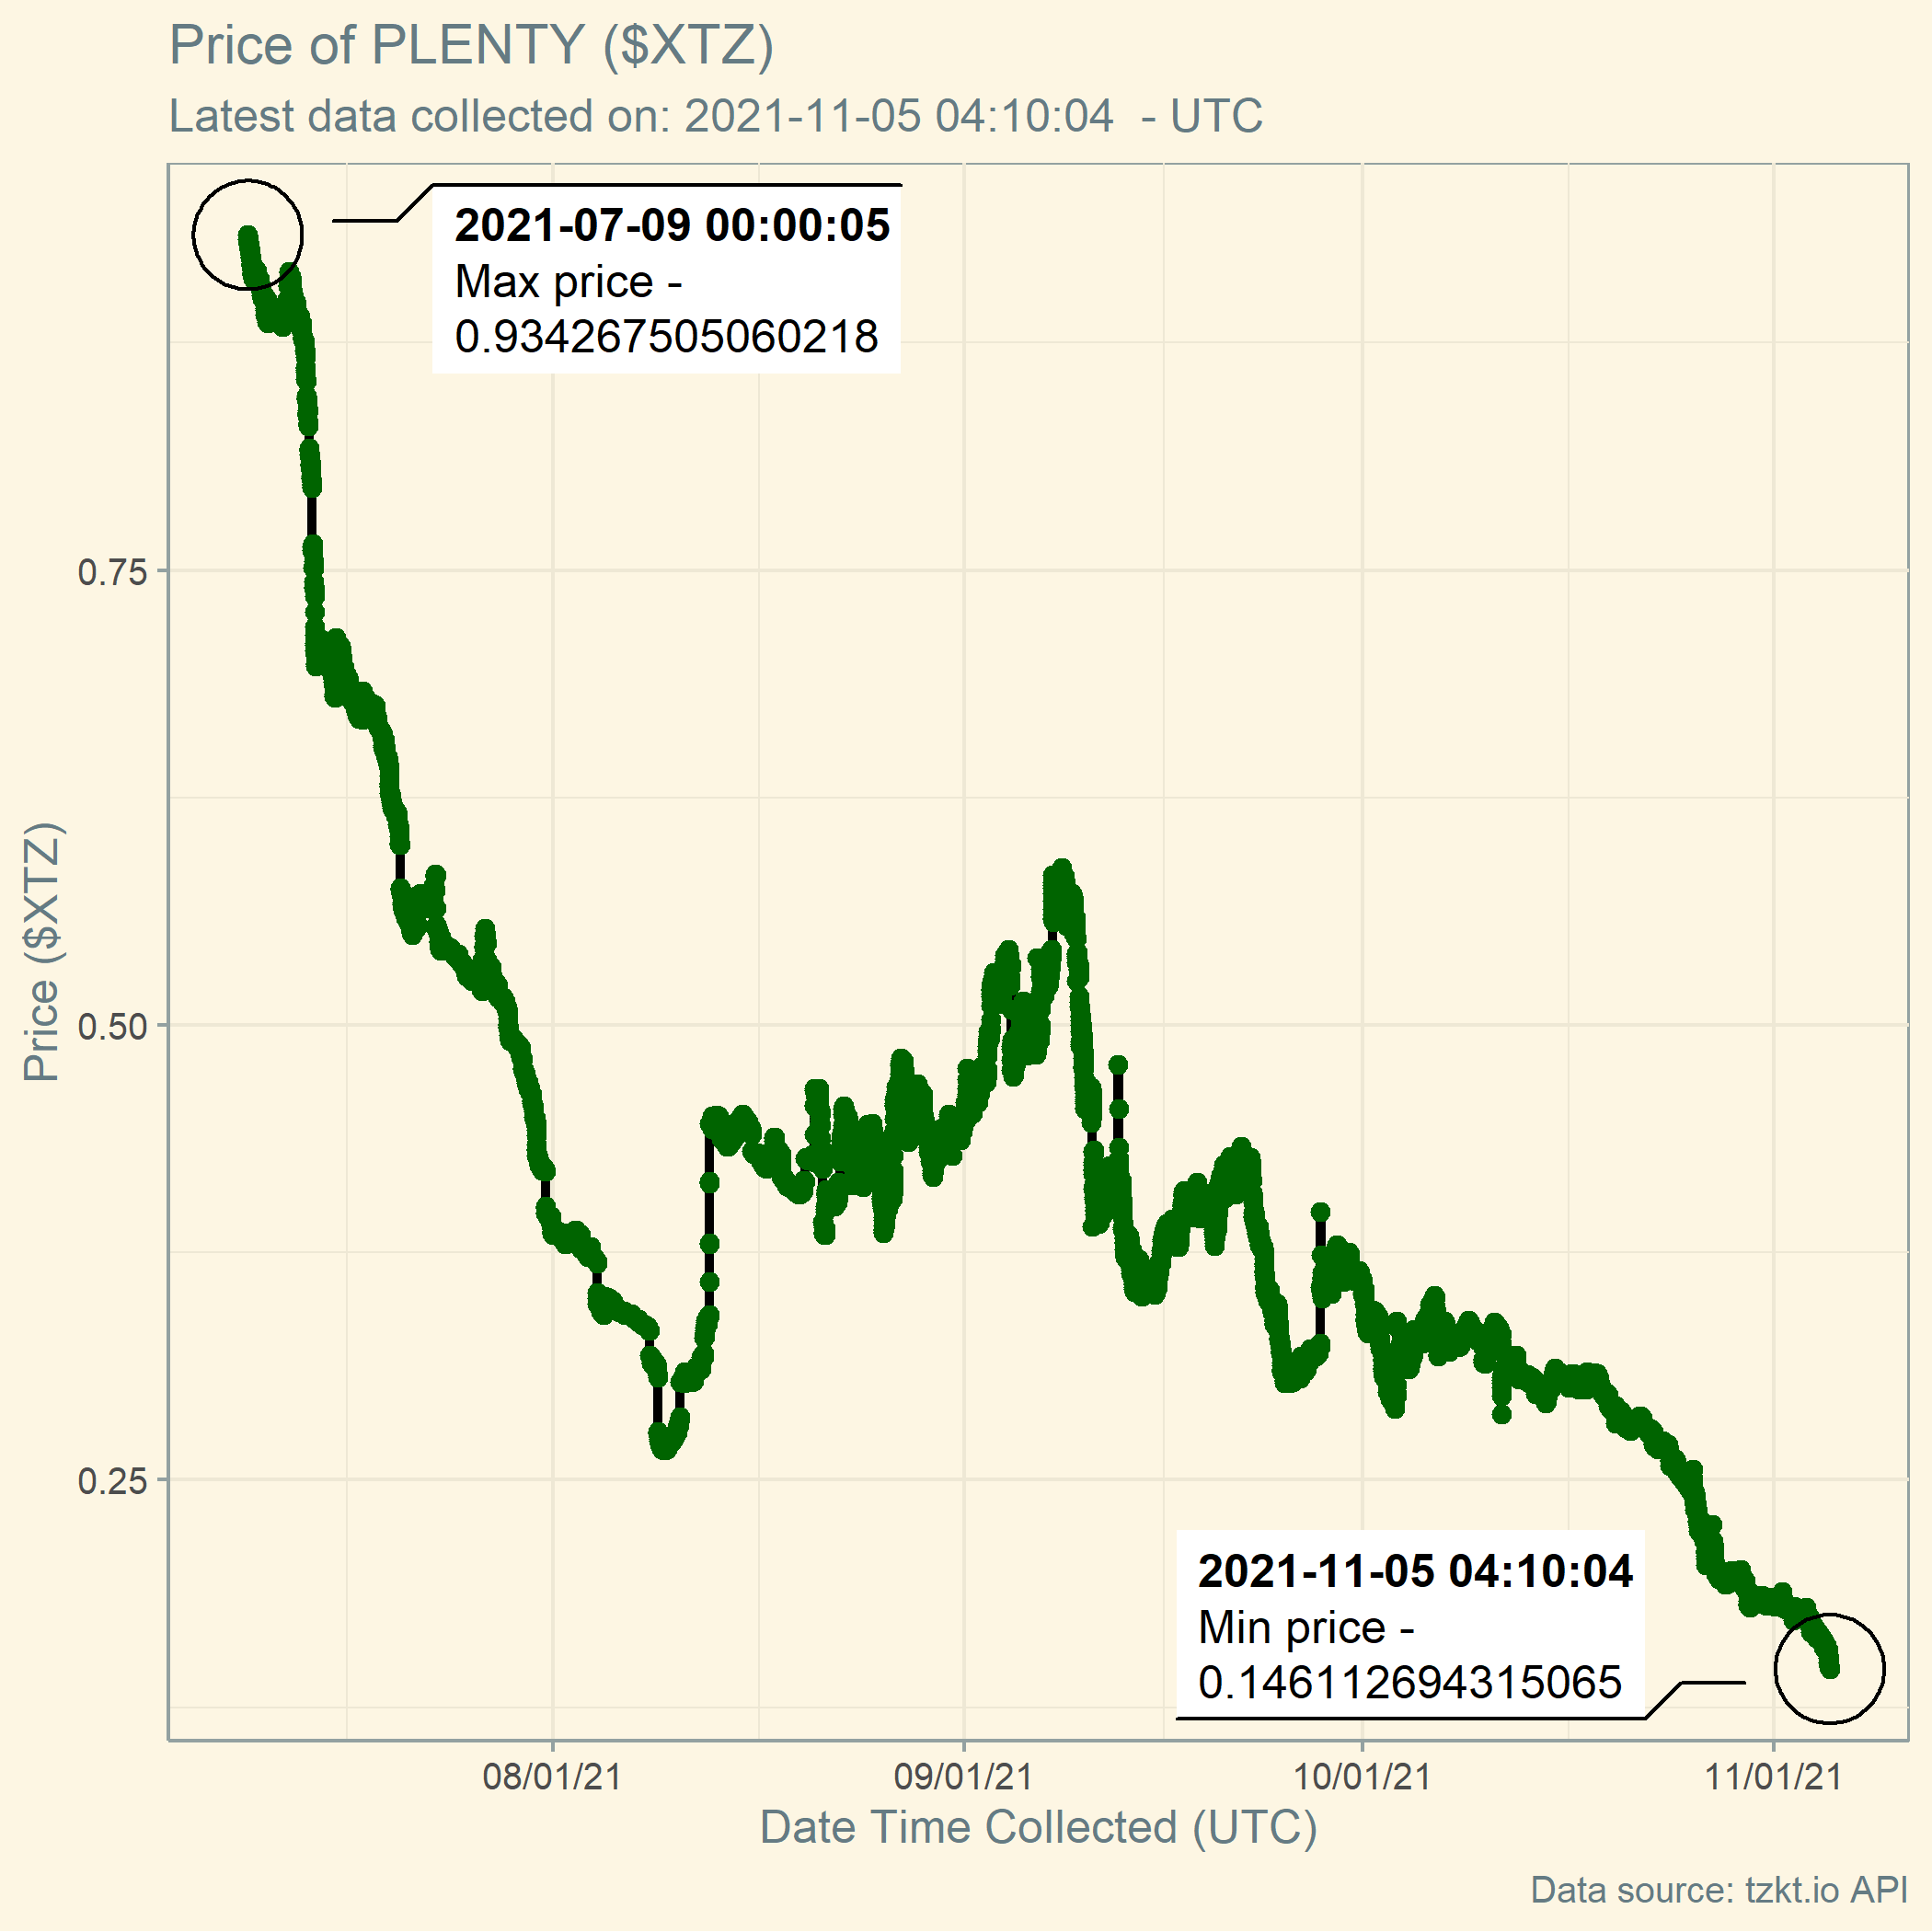 Price of PLENTY ($XTZ)
Latest data collected on: 2021-11-05 04:10:04  - UTC
2021-07-09 00:00:05
Max price -
0.934267505060218
0.75
0.50
0.25
Price ($XTZ)
2021-11-05 04:10:04
Min price -
0.146112694315065
08/01/21
09/01/21
10/01/21
11/01/21
Date Time Collected (UTC)
Data source: tzkt.io API